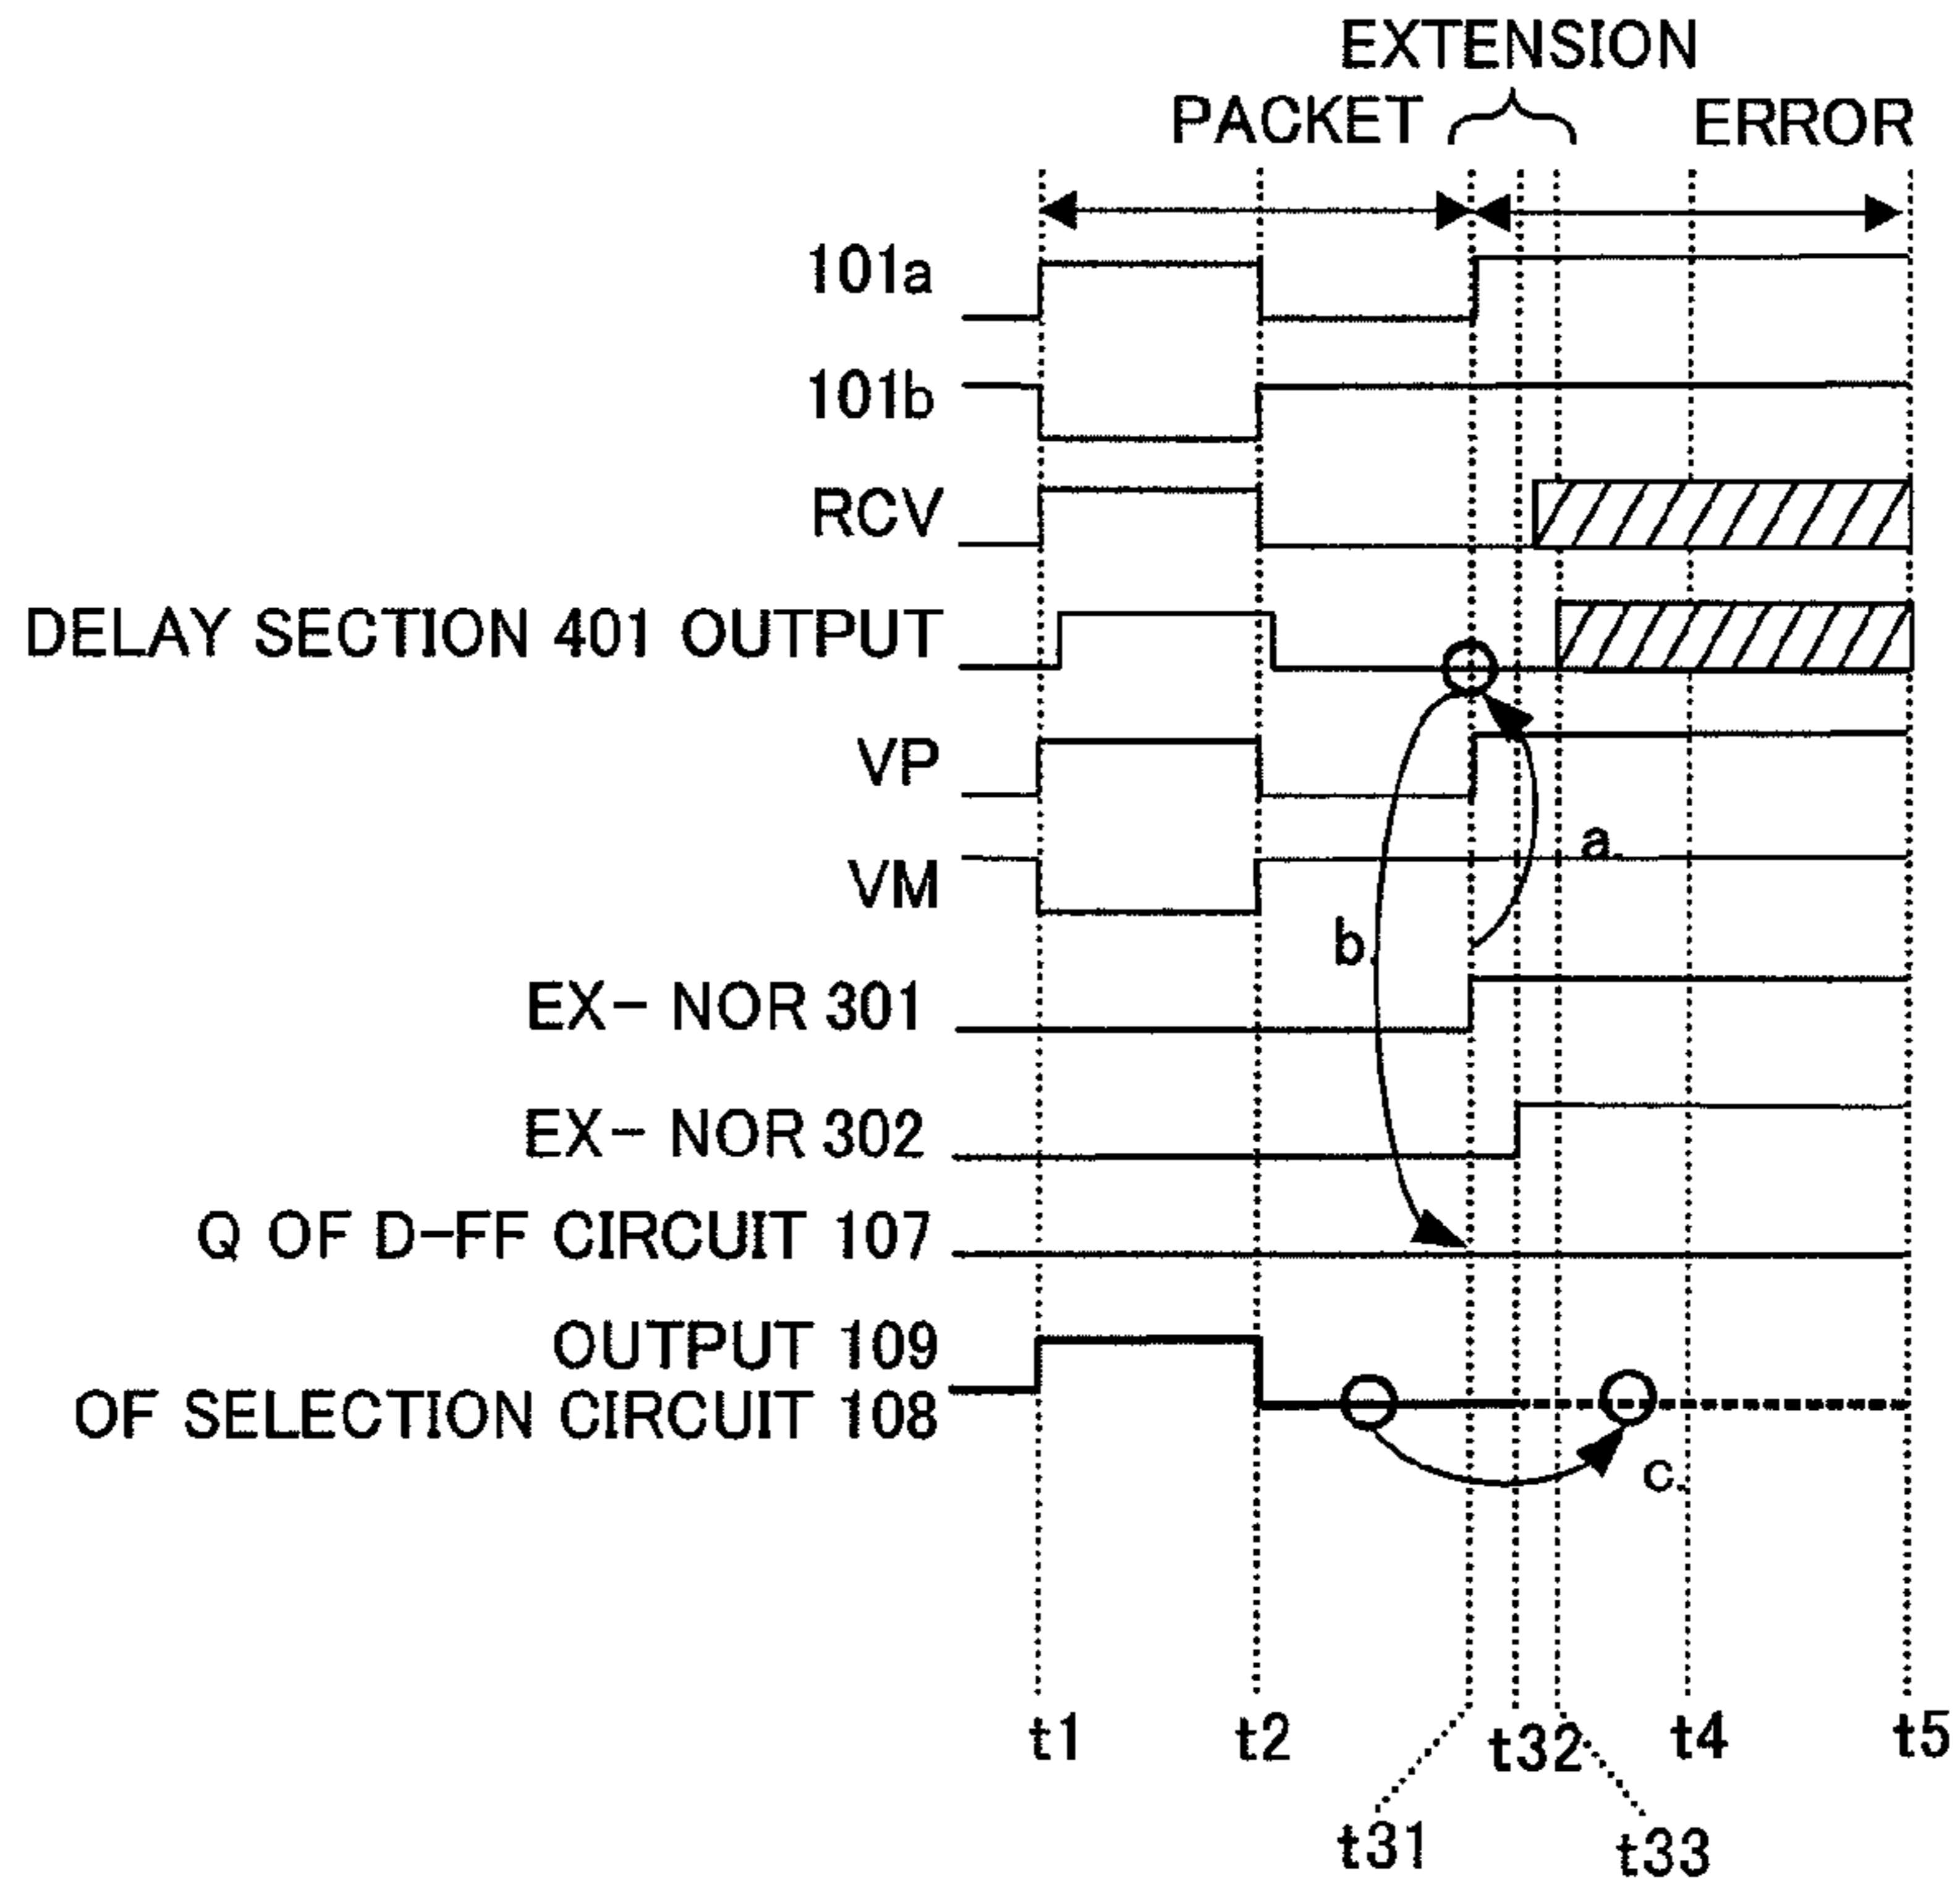 EXTENSION
PACKET
ERROR
101a
101b
RCV
DELAY SECTION 401 OUTPUT
VP
a.
VM
b.
EX- NOR 301
EX- NOR 302
Q OF D-FF CIRCUIT 107
OUTPUT 109
OF SELECTION CIRCUIT 108
c.
t1
t2
t32
t4
t5
t31
t33